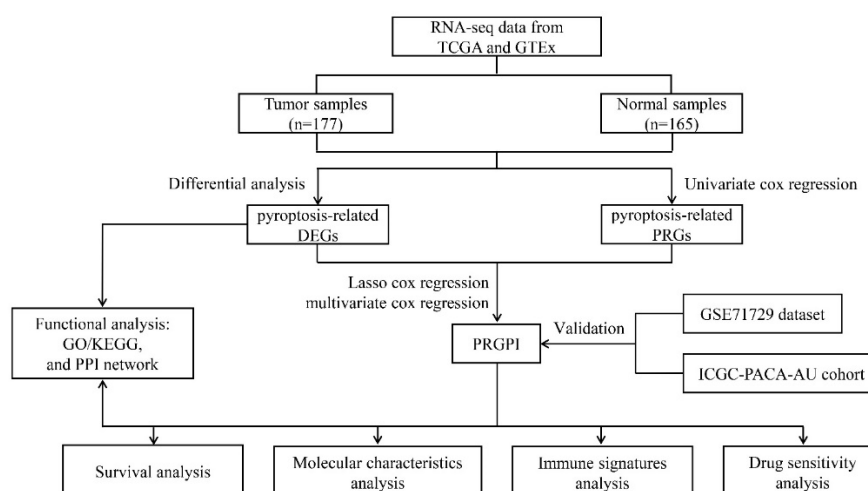 RNA-seq data from
TCGA and GTEx
Tumor samples
(n=177)
Normal samples
(n=165)
Differential analysis
Univariate cox regression
pyroptosis-related
DEGs
pyroptosis-related
PRGs
Lasso cox regression
multivariate cox regression
Functional analysis:
GO/KEGG,
and PPI network
PRGPI
Validation
GSE71729 dataset
ICGC-PACA-AU cohort
Survival analysis
Molecular characteristics
analysis
Immune signatures
analysis
Drug sensitivity
analysis